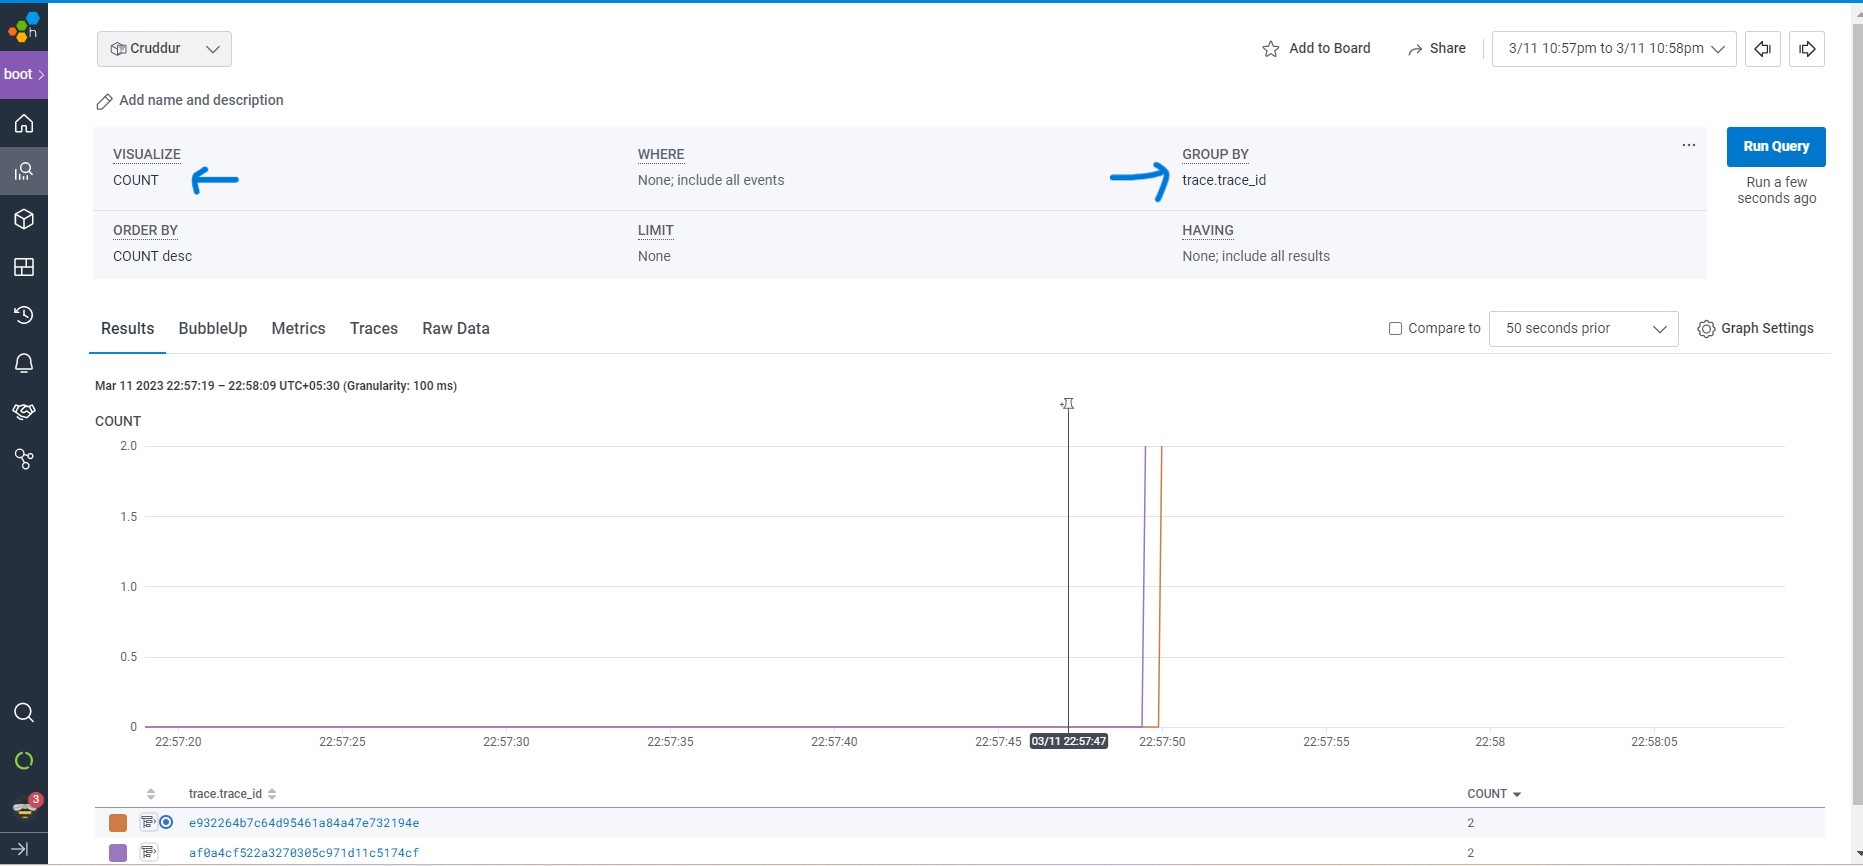 h
Cruddur
Add to Board
Share
3/11 10:57pm to 3/11 10:58pm
boot
Add name and description
VISUALIZE
COUNT
WHERE
None; include all events
GROUP BY
trace.trace_id
...
Run Query
Run a few
seconds ago
ORDER BY
COUNT desc
LIMIT
None
HAVING
None; include all results
Results
BubbleUp
Metrics
Traces
Raw Data
Compare to
50 seconds prior
Graph Settings
Mar 11 2023 22:57:19 – 22:58:09 UTC+05:30 (Granularity: 100 ms)
COUNT
2.0
1.5
1.0
0.5
0
22:57:20
22:57:25
22:57:30
22:57:35
22:57:40
22:57:45
03/11 22:57:47
22:57:50
22:57:55
22:58
22:58:05
3
trace.trace_id
COUNT
e932264b7c64d95461a84a47e732194e
2
af0a4cf522a3270305c971d11c5174cf
2